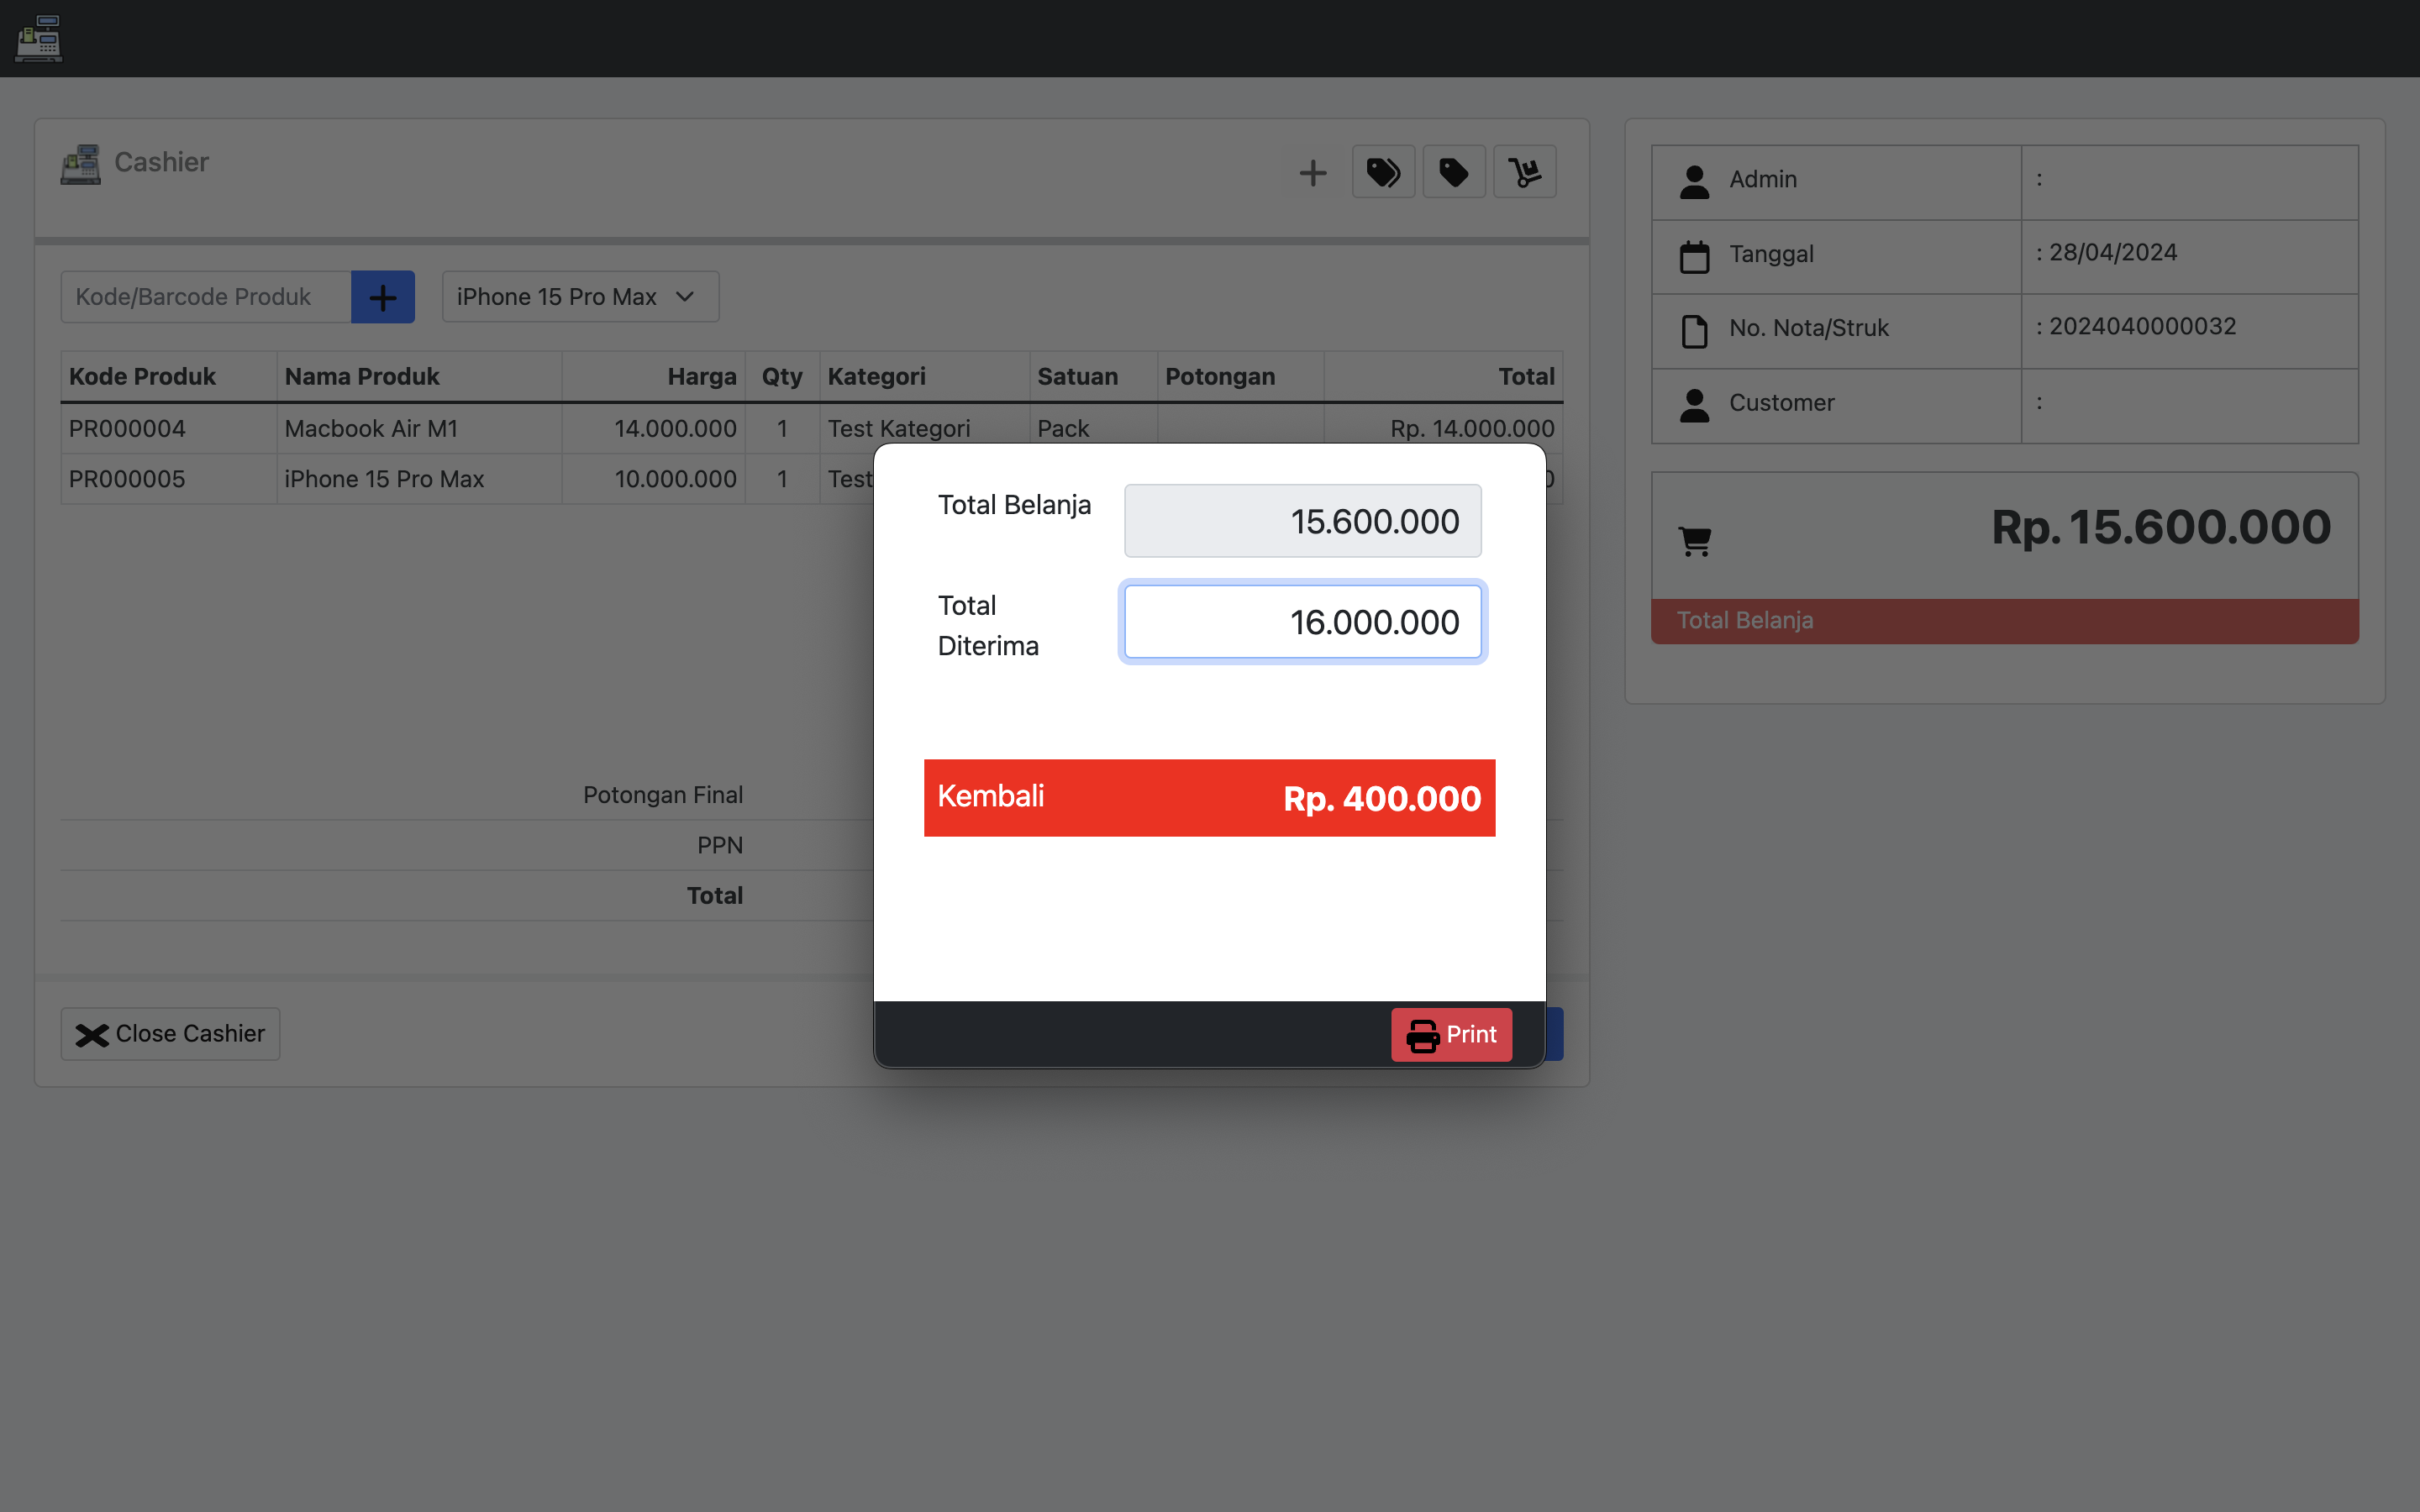 Cashier
Kode/Barcode Produk
iPhone 15 Pro Max
Kode Produk Nama Produk Harga Qty Kategori Satuan Potongan Total
PR000004 Macbook Air M1 14.000.000 1 Test Kategori Pack Rp. 14.000.000
PR000005 iPhone 15 Pro Max 10.000.000 1 Test
Potongan Final
PPN
Total
Close Cashier
Total Belanja 15.600.000
Total
Diterima
16.000.000
Kembali Rp. 400.000
Print
Admin :
Tanggal : 28/04/2024
No. Nota/Struk : 2024040000032
Customer :
Rp. 15.600.000
Total Belanja